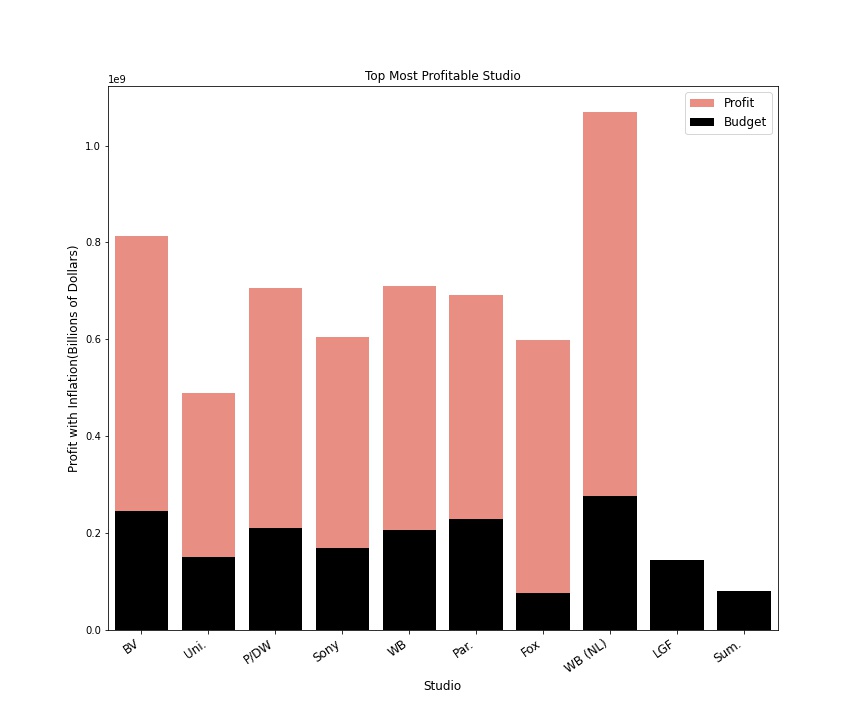 Top Most Profitable Studio
1e9
Profit
Budget
1.0
0.8
0.6
0.4
0.2
0.0
Profit with Inflation(Billions of Dollars)
BV
Uni.
P/DW
Sony
WB
Par.
Fox
WB (NL)
LGF
Sum.
Studio